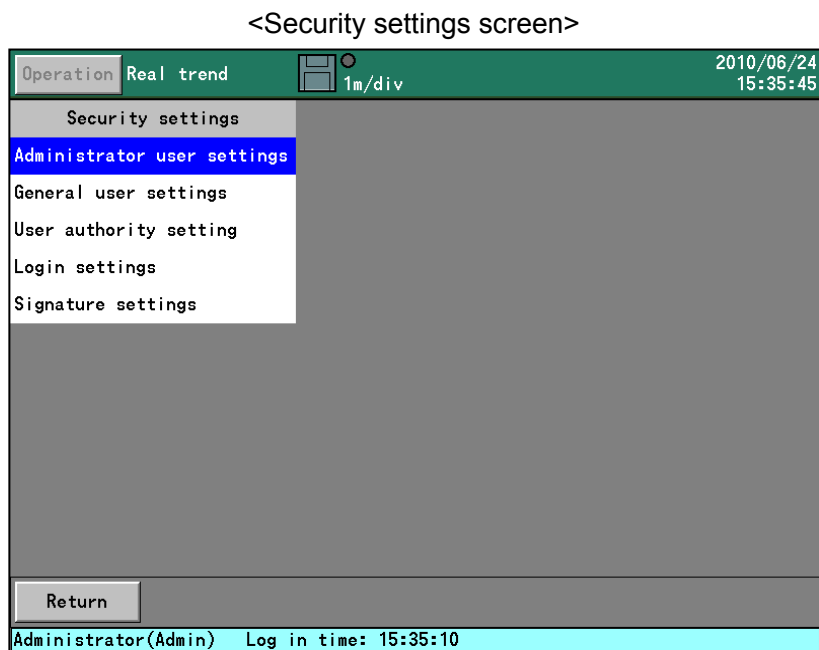 <Security settings screen>
Operation Real trend 1m/div 2010/06/24
15:35:45
Security settings
Administrator user settings
General user settings
User authority setting
Login settings
Signature settings
Return
Administrator(Admin) Log in time: 15:35:10